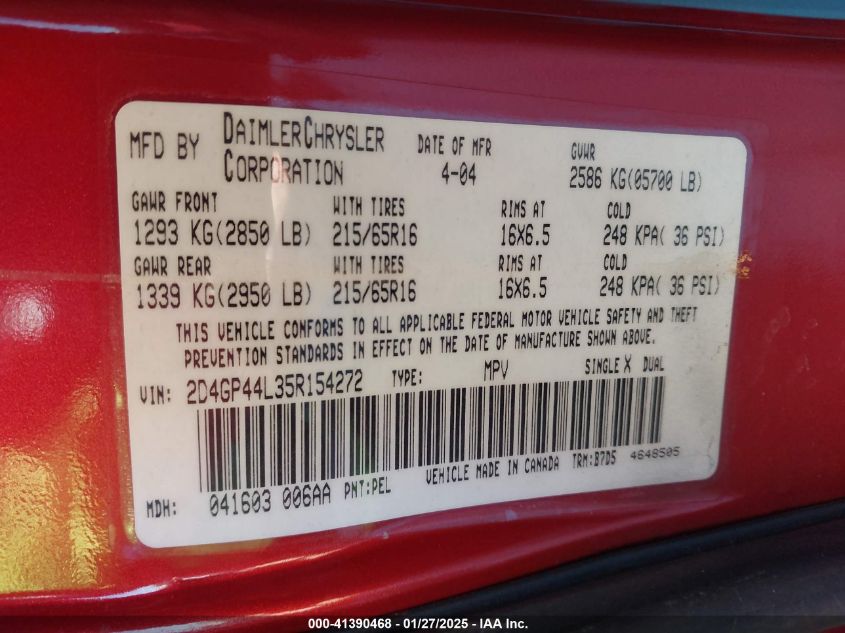 MFD BY DAIMLERCHRYSLER CORPORATION DATE OF MFR 4-04 GVWR 2586 KG(05700 LB)
GAWR FRONT WITH TIRES RIMS AT COLD
1293 KG(2850 LB) 215/65R16 16X6.5 248 KPA( 36 PSI)
GAWR REAR WITH TIRES RIMS AT COLD
1339 KG(2950 LB) 215/65R16 16X6.5 248 KPA( 36 PSI)
THIS VEHICLE CONFORMS TO ALL APPLICABLE FEDERAL MOTOR VEHICLE SAFETY AND THEFT
PREVENTION STANDARDS IN EFFECT ON THE DATE OF MANUFACTURE SHOWN ABOVE.
VIN: 2D4GP44L35R154272 TYPE: MPV SINGLE X DUAL
MDH: 041603 006AA PNT:PEL VEHICLE MADE IN CANADA TRM:B7D5 4648505
000-41390468 - 01/27/2025 - IAA Inc.